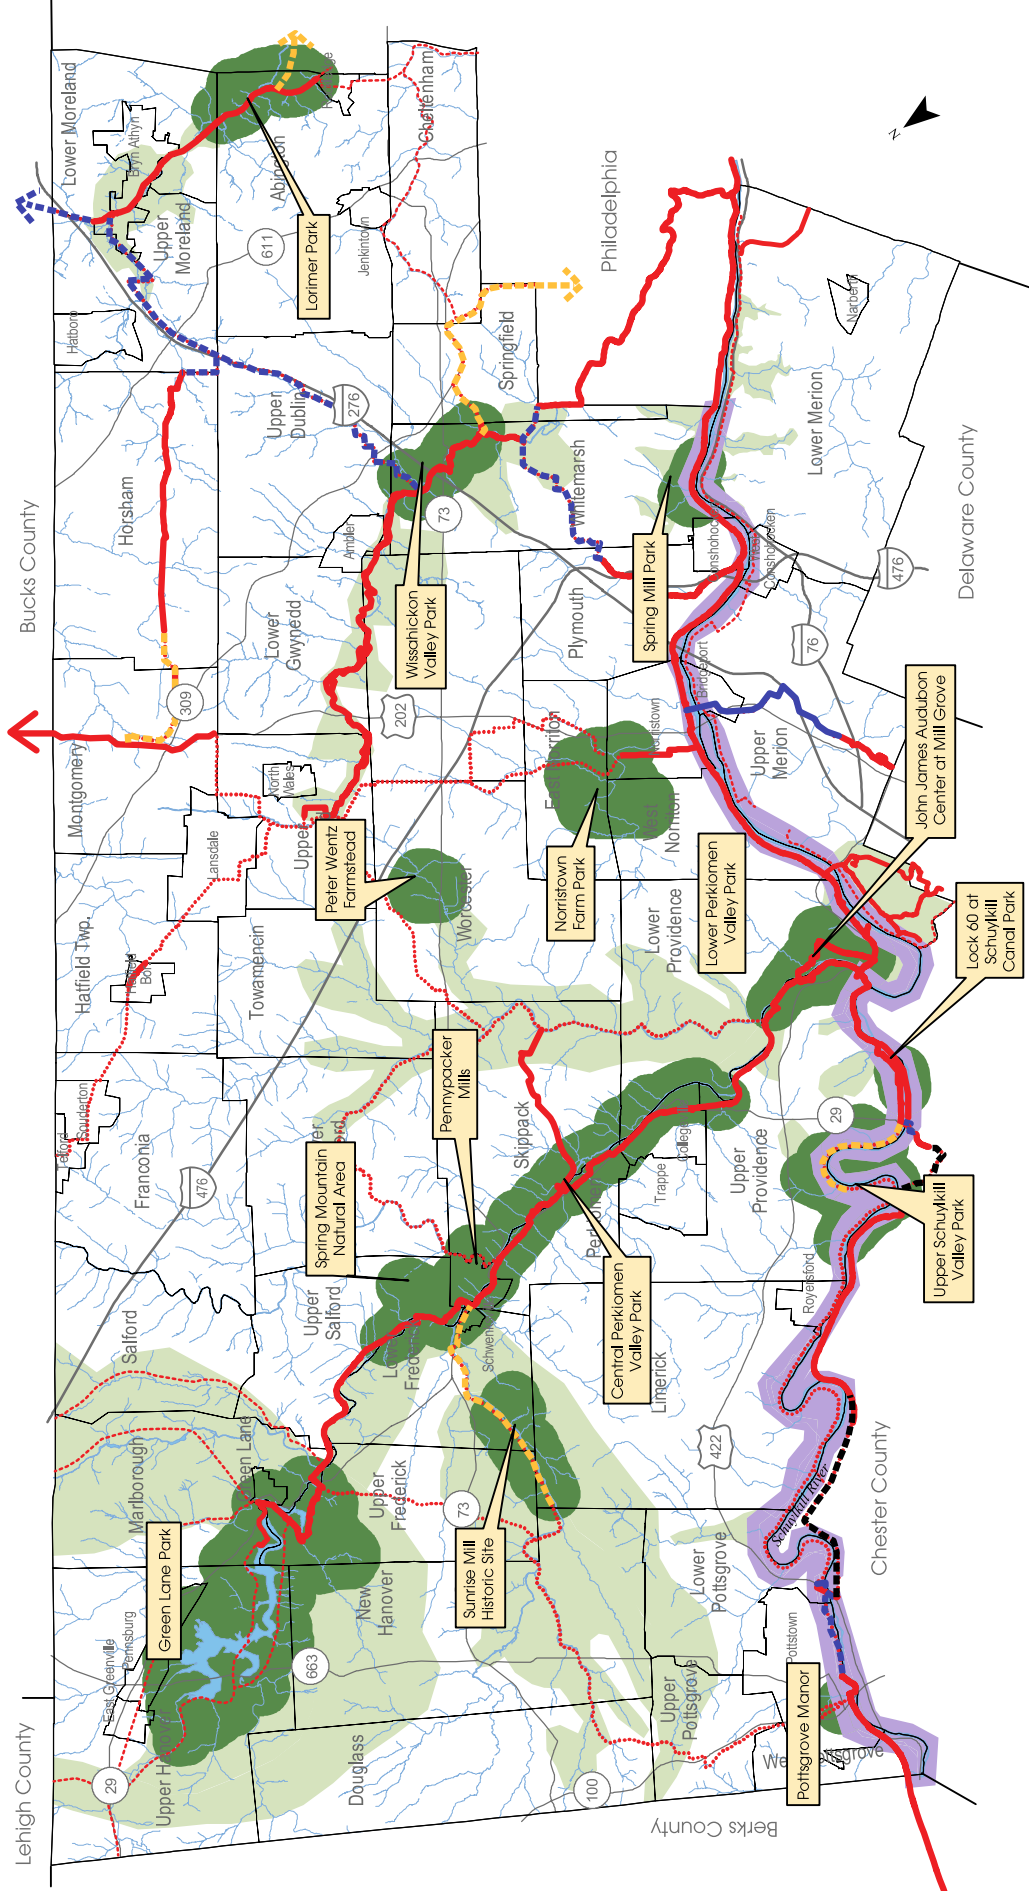 Lehigh County
Bucks County
Berks County
Chester County
Delaware County
Philadelphia
N
East Greenville
Pennsburg
Upper Hanover
29
Green Lane Park
Marlborough
Green Lane
663
Douglass
New
Hanover
Upper
Frederick
73
100
Sunrise Mill
Historic Site
Upper
Pottsgrove
Lower
Pottsgrove
Pottstown
Pottsgrove Manor
422
Schuylkill River
Limerick
Royersford
Salford
Upper
Salford
Lower
Frederick
Telford
Souderton
Franconia
476
Spring Mountain
Natural Area
Pennypacker
Mills
Skippack
Central Perkiomen
Valley Park
Trappe
Upper
Providence
29
Upper Schuylkill
Valley Park
Lock 60 at
Schuylkill
Canal Park
John James Audubon
Center at Mill Grove
Lower Perkiomen
Valley Park
Lower
Providence
Hatfield Twp.
Towamencin
Lansdale
North
Wales
Upper
Montgomery
309
202
Peter Wentz
Farmstead
Worcester
Norristown
Farm Park
West
Norriton
Norristown
Bridgeport
Upper
Merion
76
476
Plymouth
Horsham
Lower
Gwynedd
Ambler
Wissahickon
Valley Park
73
Whitemarsh
Spring Mill Park
Conshohocken
Lower Merion
Narberth
Springfield
Upper
Dublin
276
Hatboro
Upper
Moreland
Lower Moreland
Bryn Athyn
611
Abington
Jenkintown
Lorimer Park
Cheltenham